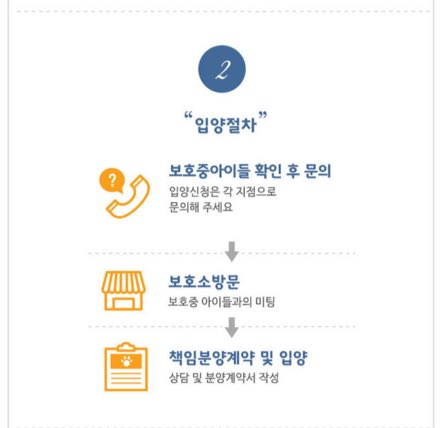 2
“입양절차”
?
보호중아이들 확인 후 문의
입양신청은 각 지점으로
문의해 주세요
보호소방문
보호중 아이들과의 미팅
책임분양계약 및 입양
상담 및 분양계약서 작성